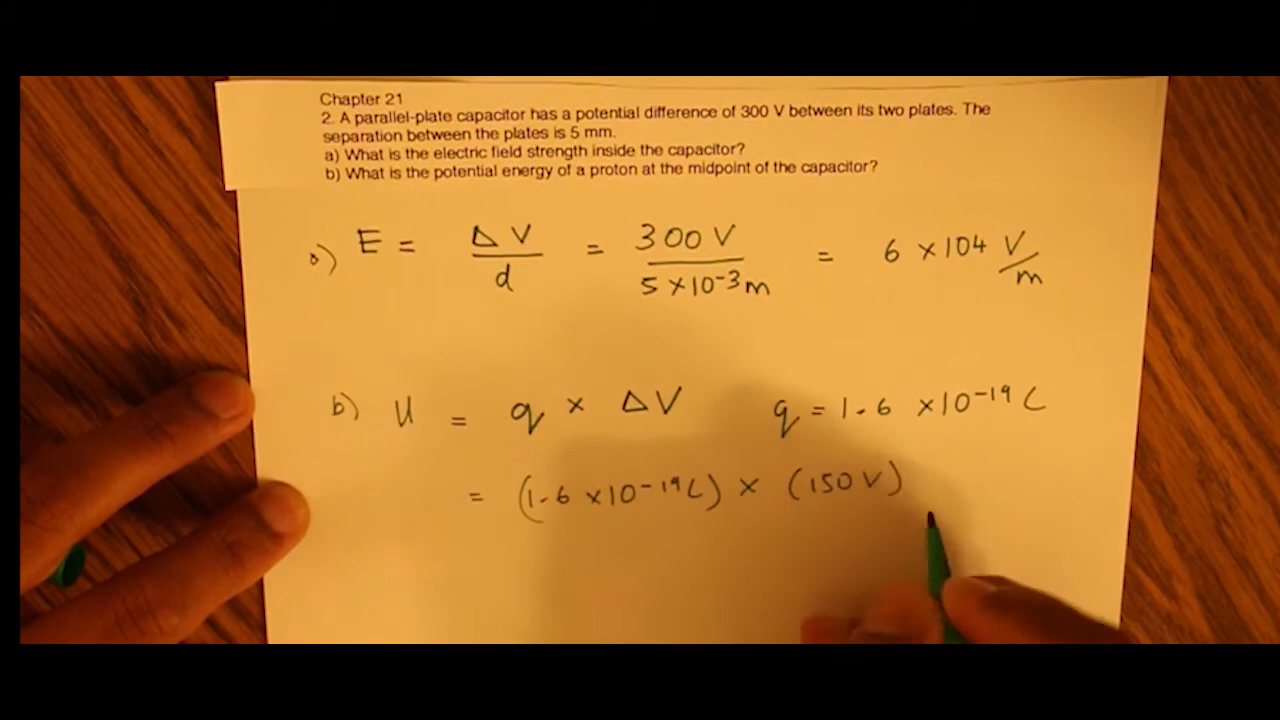 Chapter 21
2. A parallel-plate capacitor has a potential difference of 300 V between its two plates. The
separation between the plates is 5 mm.
a) What is the electric field strength inside the capacitor?
b) What is the potential energy of a proton at the midpoint of the capacitor?
a) E = ΔV/d = 300 V/5 × 10⁻³ m = 6 × 10⁴ V/m
b) U = q × ΔV q = 1.6 × 10⁻¹⁹ C
= (1.6 × 10⁻¹⁹ C) × (150 V)